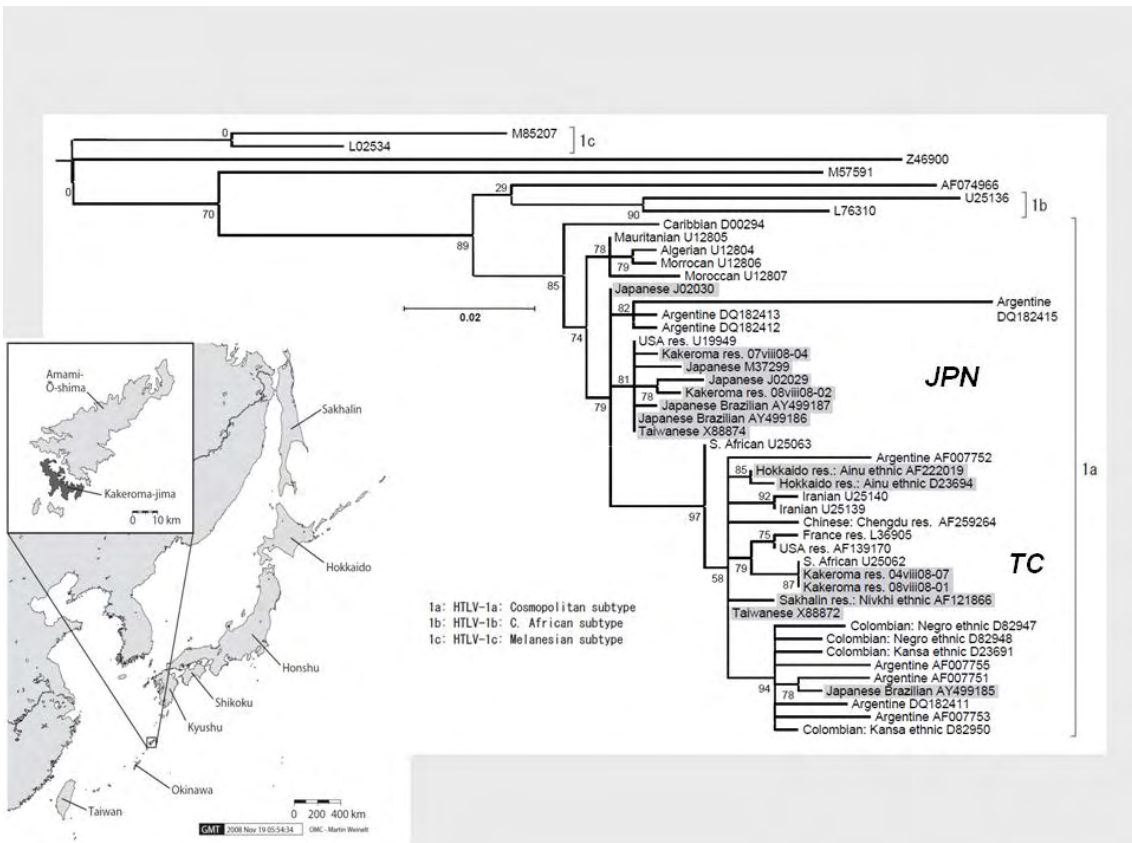 0
M85207
1c
L02534
Z46900
0
M57591
70
29
AF074966
U25136
1b
90
L76310
89
Caribbian D00294
Mauritanian U12805
78
Algerian U12804
79
Morrocan U12806
Moroccan U12807
85
Japanese J02030
82
Argentine
DQ182415
0.02
Argentine DQ182413
Argentine DQ182412
74
USA res. U19949
Kakeroma res. 07viii08-04
Japanese M37299
81
Japanese J02029
JPN
78
Kakeroma res. 08viii08-02
79
Japanese Brazilian AY499187
Japanese Brazilian AY499186
Taiwanese X88874
S. African U25063
Argentine AF007752
1a
85
Hokkaido res.: Ainu ethnic AF222019
Hokkaido res.: Ainu ethnic D23694
92
Iranian U25140
Iranian U25139
97
Chinese: Chengdu res. AF259264
75
France res. L36905
USA res. AF139170
79
S. African U25062
TC
58
87
Kakeroma res. 04viii08-07
Kakeroma res. 08viii08-01
Sakhalin res.: Nivkhi ethnic AF121866
Taiwanese X88872
Colombian: Negro ethnic D82947
Colombian: Negro ethnic D82948
Colombian: Kansa ethnic D23691
Argentine AF007755
94
Argentine AF007751
78
Japanese Brazilian AY499185
Argentine DQ182411
Argentine AF007753
Colombian: Kansa ethnic D82950
1a: HTLV-1a: Cosmopolitan subtype
1b: HTLV-1b: C. African subtype
1c: HTLV-1c: Melanesian subtype
Amami-
Ō-shima
Kakeroma-jima
0 10 km
Sakhalin
Hokkaido
Honshu
Shikoku
Kyushu
Okinawa
Taiwan
0 200 400 km
GMT 2008 Nov 19 05:54:34 OMC - Martin Weinelt